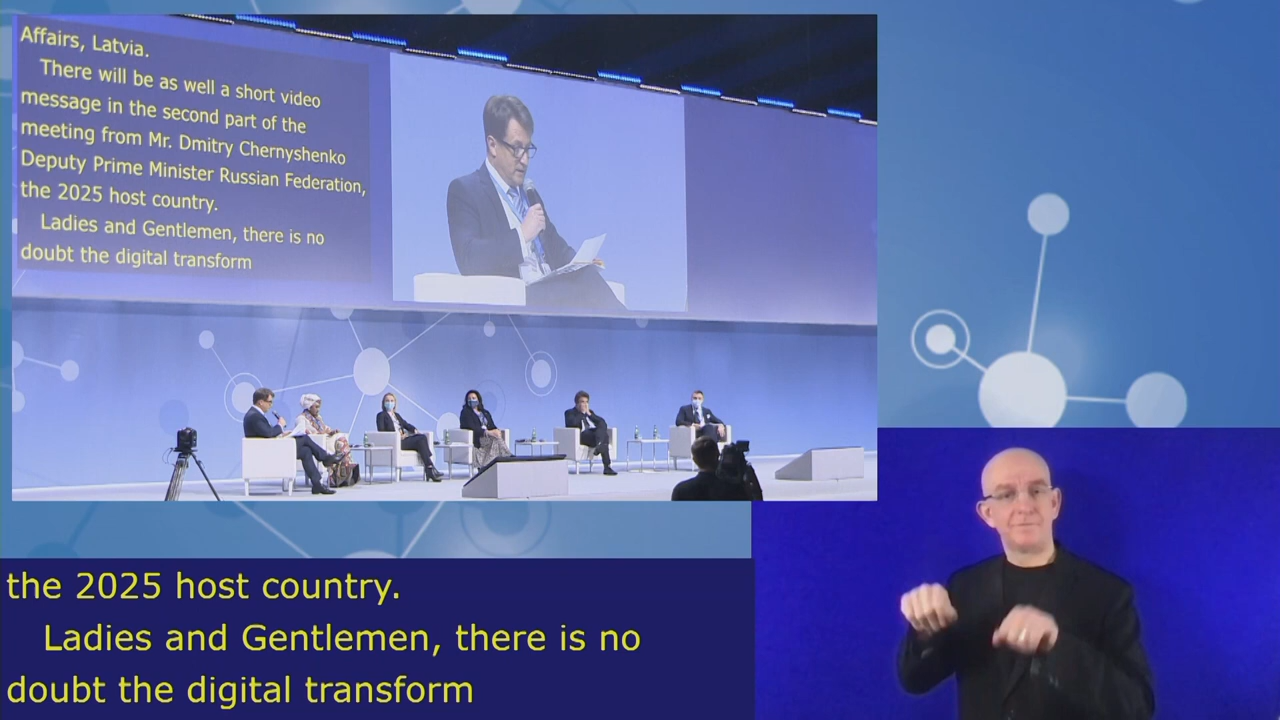 Affairs, Latvia.
There will be as well a short video
message in the second part of the
meeting from Mr. Dmitry Chernyshenko
Deputy Prime Minister Russian Federation,
the 2025 host country.
Ladies and Gentlemen, there is no
doubt the digital transform
the 2025 host country.
Ladies and Gentlemen, there is no
doubt the digital transform